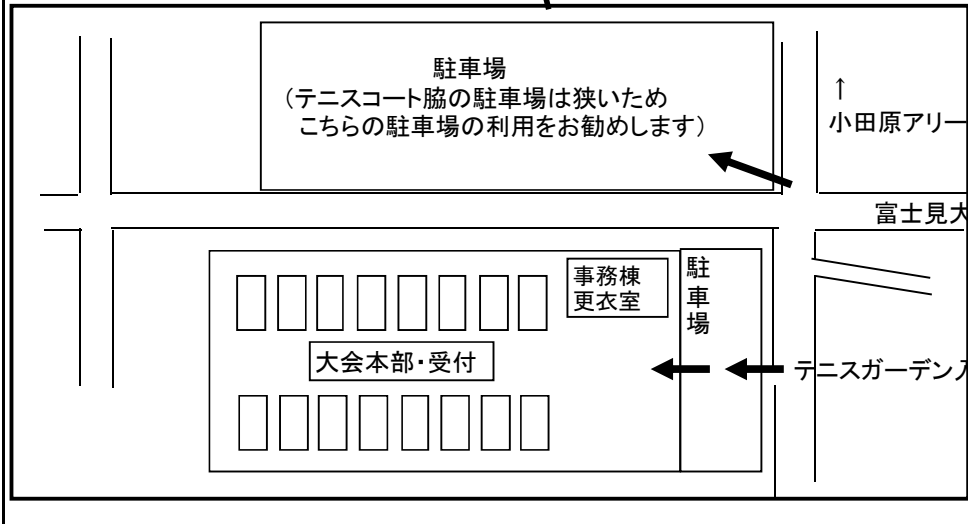 駐車場
（テニスコート脇の駐車場は狭いため
こちらの駐車場の利用をお勧めします）
↑
小田原アリー
富士見大
事務棟
更衣室
駐車場
大会本部・受付
テニスガーデン入